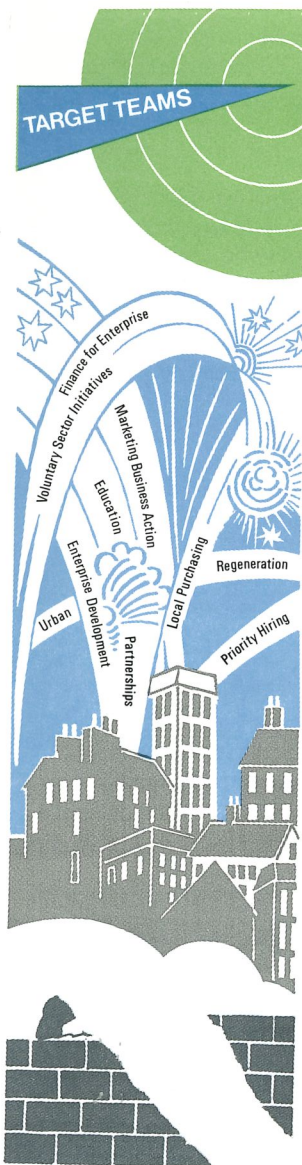 TARGET TEAMS
Finance for Enterprise
Voluntary Sector Initiatives
Marketing Business Action
Education
Enterprise Development
Urban
Partnerships
Local Purchasing
Regeneration
Priority Hiring